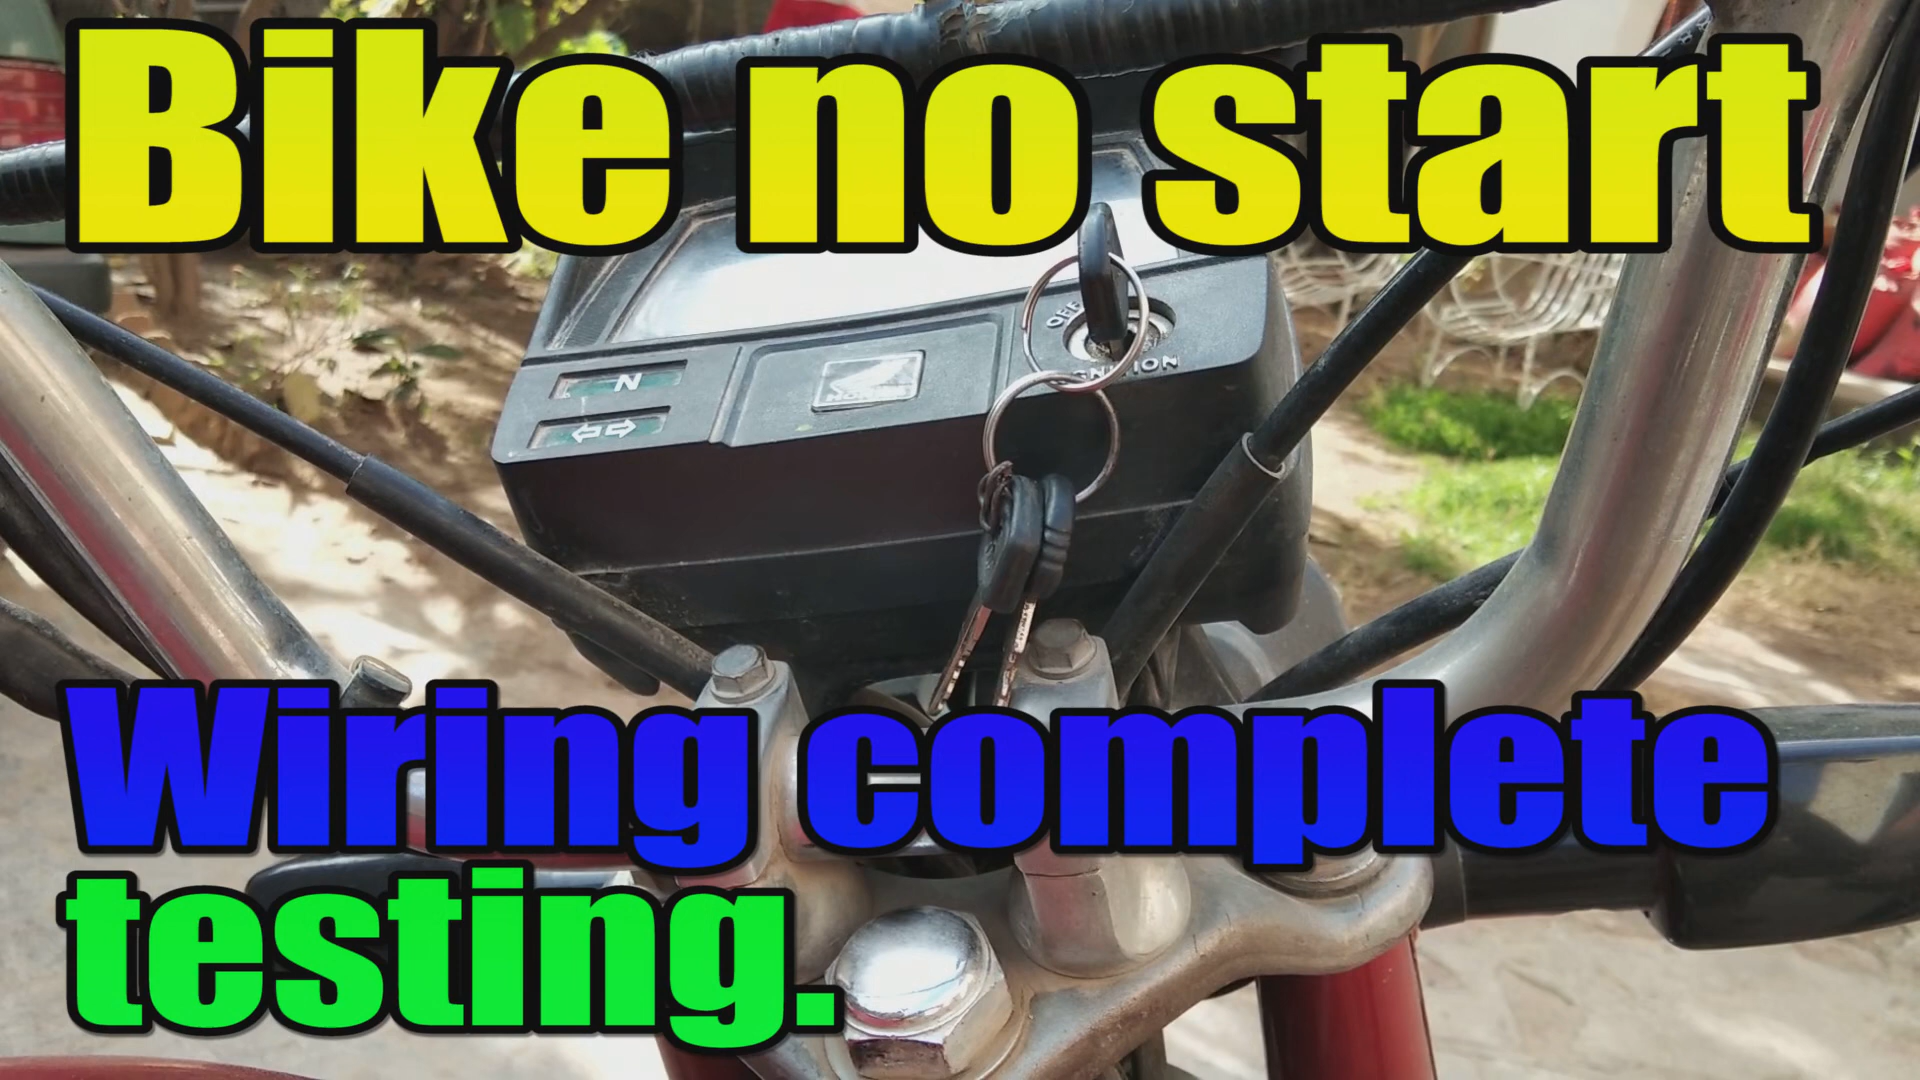 Bike no start
OFF
IGNITION
N
Wiring complete
testing.